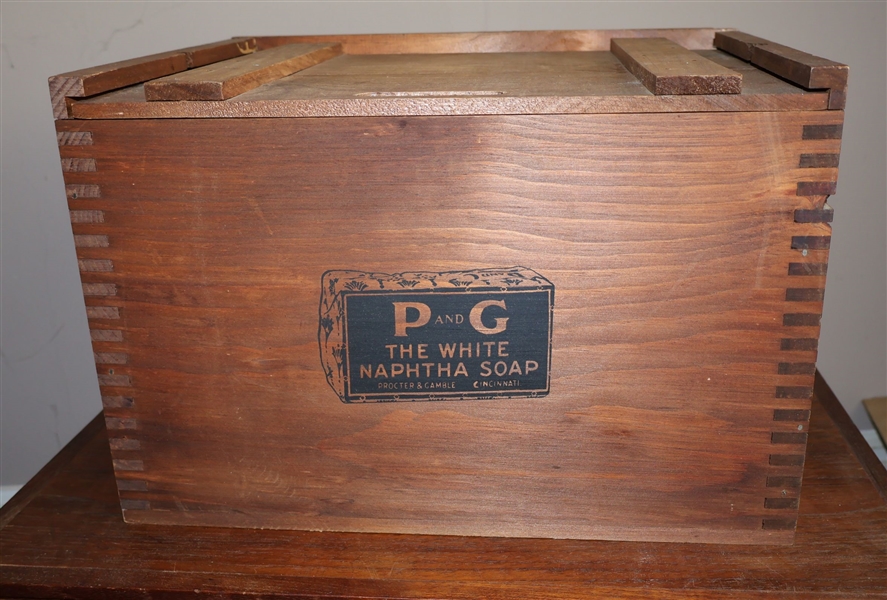 P AND G
THE WHITE
NAPHTHA SOAP
PROCTER & GAMBLE CINCINNATI